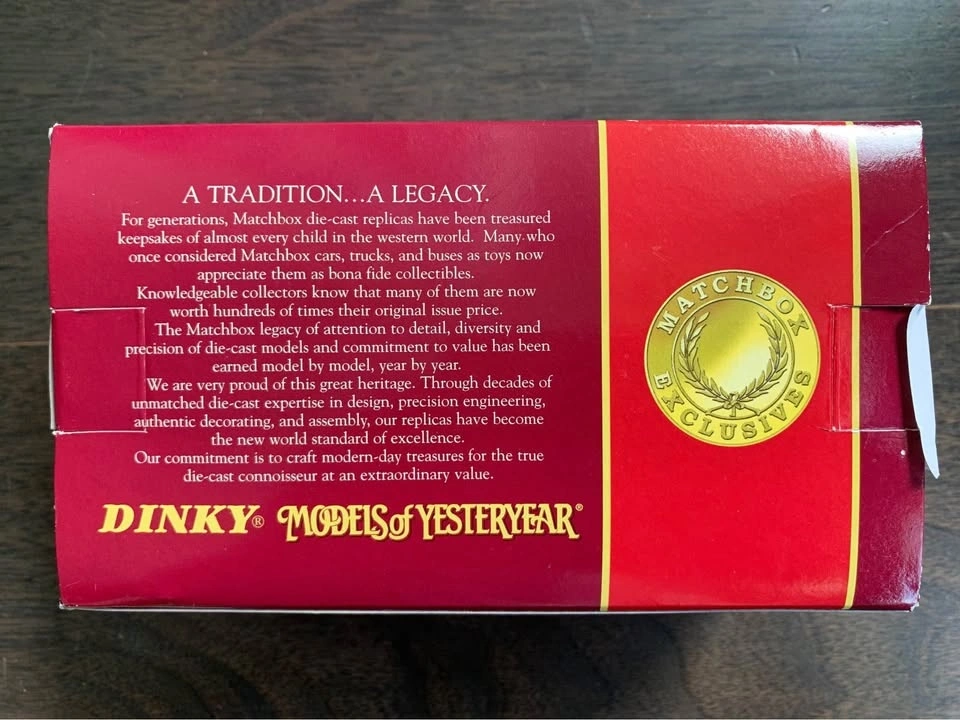 A TRADITION...A LEGACY.
For generations, Matchbox die-cast replicas have been treasured
keepsakes of almost every child in the western world. Many who
once considered Matchbox cars, trucks, and buses as toys now
appreciate them as bona fide collectibles.
Knowledgeable collectors know that many of them are now
worth hundreds of times their original issue price.
The Matchbox legacy of attention to detail, diversity and
precision of die-cast models and commitment to value has been
earned model by model, year by year.
We are very proud of this great heritage. Through decades of
unmatched die-cast expertise in design, precision engineering,
authentic decorating, and assembly, our replicas have become
the new world standard of excellence.
Our commitment is to craft modern-day treasures for the true
die-cast connoisseur at an extraordinary value.
DINKY® MODELS of YESTERYEAR®
MATCHBOX
EXCLUSIVES